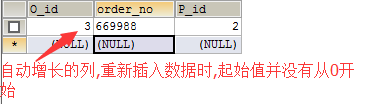 O_id order_no P_id
3 669988 2
* (NULL) (NULL) (NULL)
自动增长的列,重新插入数据时,起始值并没有从0开
始